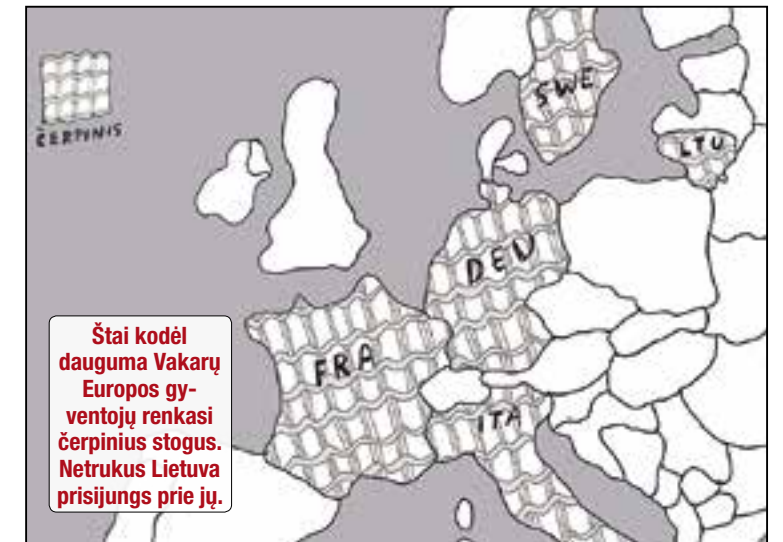 ČERPINIS
SWE
LTU
DEU
FRA
ITA
Štai kodėl
dauguma Vakarų
Europos gy-
ventojų renkasi
čerpinius stogus.
Netrukus Lietuva
prisijungs prie jų.